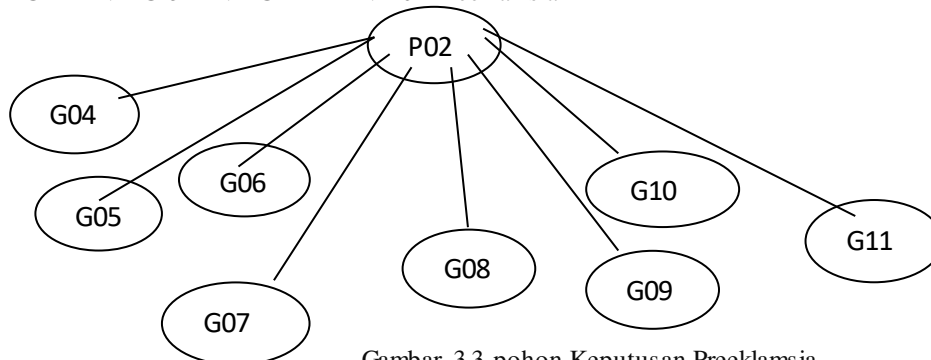 P02
G04
G06
G10
G05
G11
G08
G09
G07
Gambar 3.3 pohon Keputusan Preeklamsia